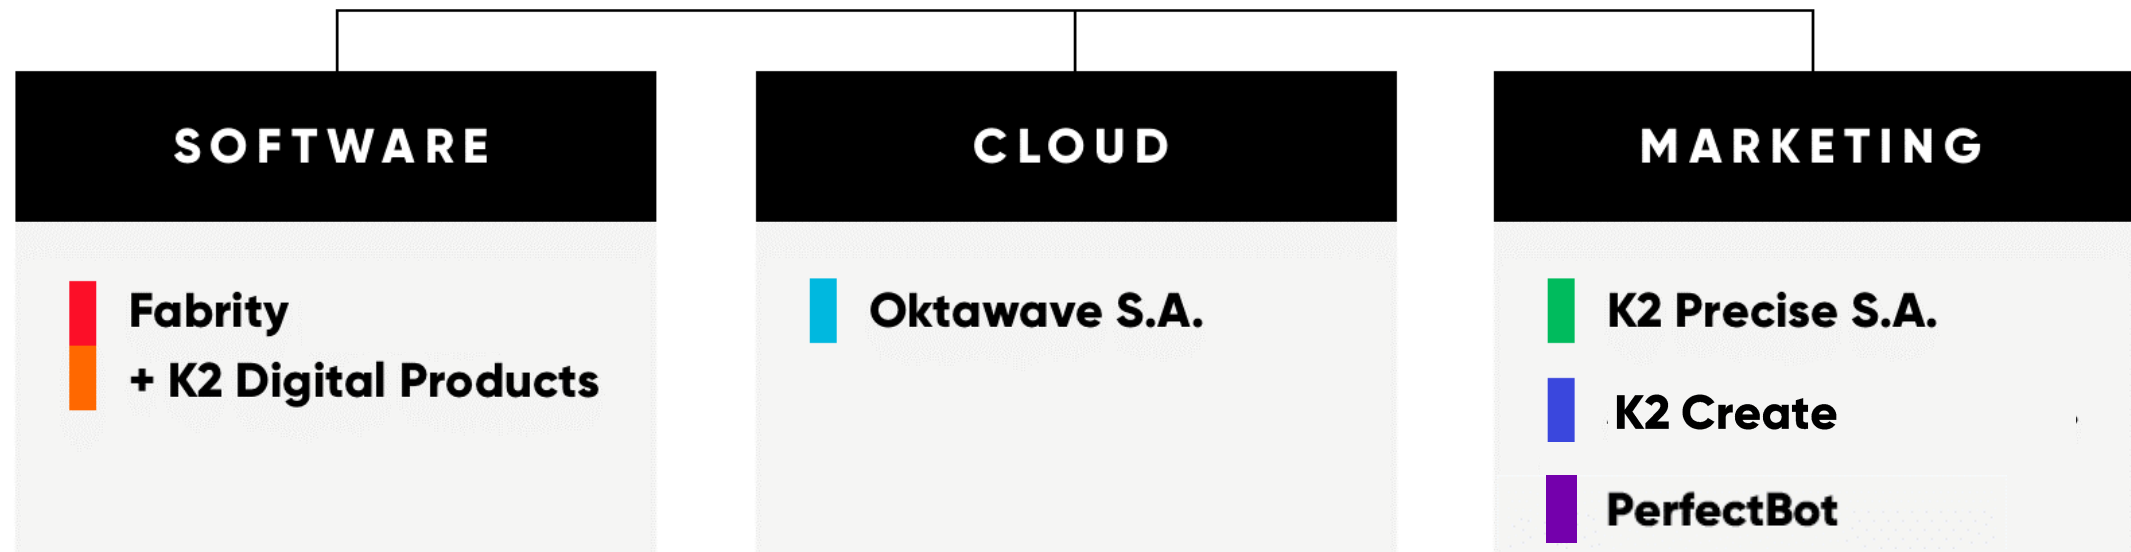 SOFTWARE
Fabrity
+ K2 Digital Products
CLOUD
Oktawave S.A.
MARKETING
K2 Precise S.A.
K2 Create
PerfectBot